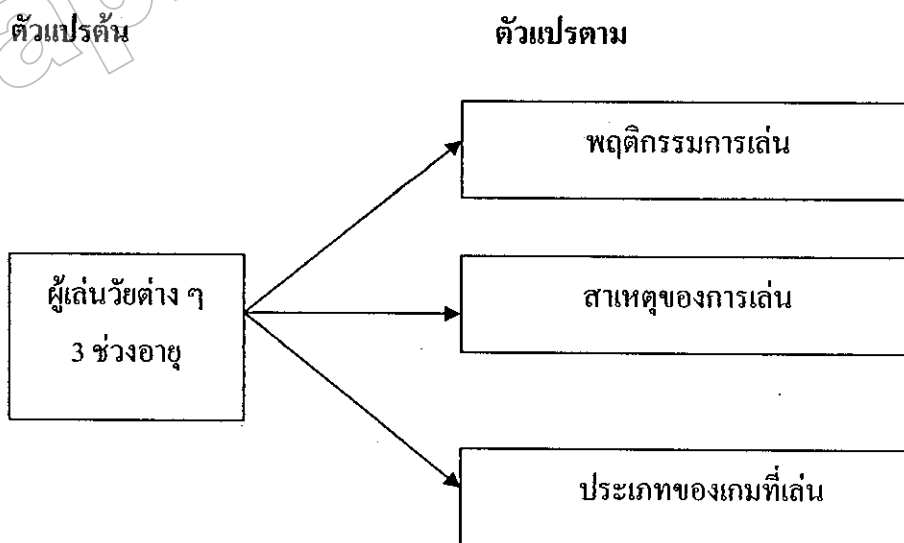 ตัวแปรต้น
ตัวแปรตาม
พฤติกรรมการเล่น
ผู้เล่นวัยต่าง ๆ
3 ช่วงอายุ
สาเหตุของการเล่น
ประเภทของเกมที่เล่น